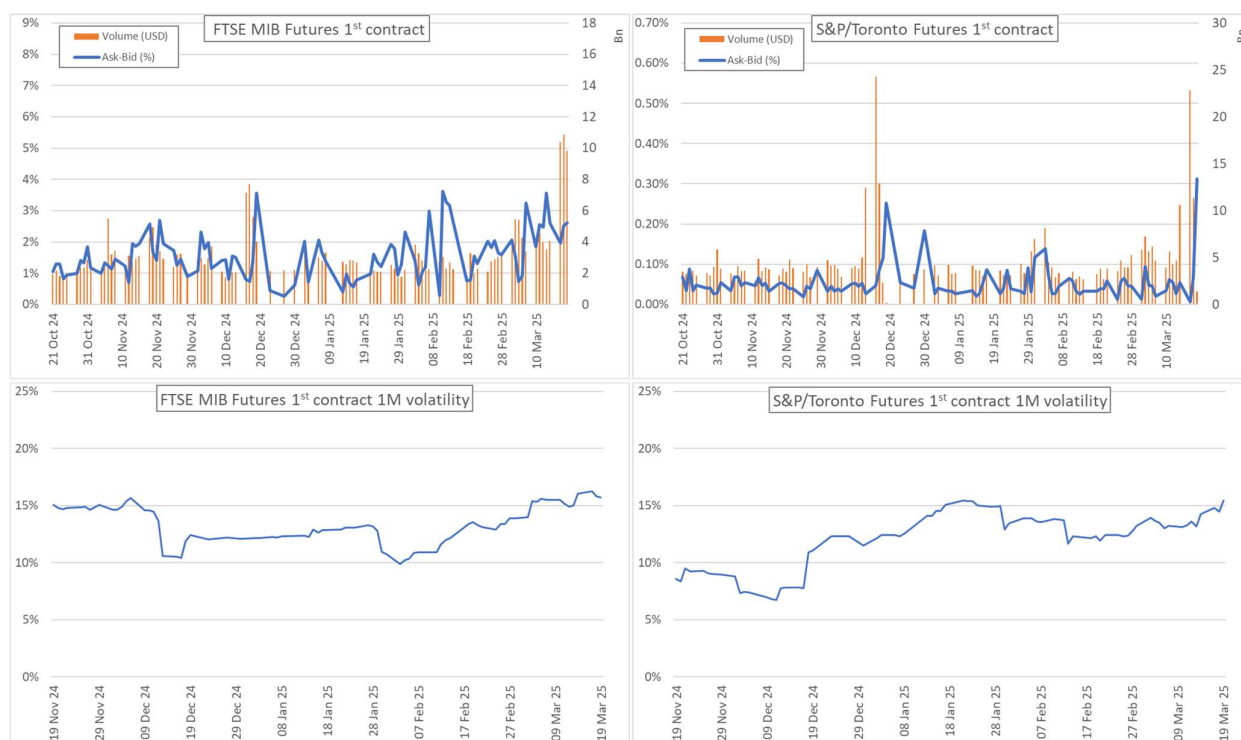 FTSE MIB Futures 1st contract
Volume (USD)
Ask-Bid (%)
9%
8%
7%
6%
5%
4%
3%
2%
1%
0%
Bn
18
16
14
12
10
8
6
4
2
0
21 Oct 24
31 Oct 24
10 Nov 24
20 Nov 24
30 Nov 24
10 Dec 24
20 Dec 24
30 Dec 24
09 Jan 25
19 Jan 25
29 Jan 25
08 Feb 25
18 Feb 25
28 Feb 25
10 Mar 25
S&P/Toronto Futures 1st contract
Volume (USD)
Ask-Bid (%)
0.70%
0.60%
0.50%
0.40%
0.30%
0.20%
0.10%
0.00%
Bn
30
25
20
15
10
5
0
21 Oct 24
31 Oct 24
10 Nov 24
20 Nov 24
30 Nov 24
10 Dec 24
20 Dec 24
30 Dec 24
09 Jan 25
19 Jan 25
29 Jan 25
08 Feb 25
18 Feb 25
28 Feb 25
10 Mar 25
FTSE MIB Futures 1st contract 1M volatility
25%
20%
15%
10%
5%
0%
19 Nov 24
29 Nov 24
09 Dec 24
19 Dec 24
29 Dec 24
08 Jan 25
18 Jan 25
28 Jan 25
07 Feb 25
17 Feb 25
27 Feb 25
09 Mar 25
19 Mar 25
S&P/Toronto Futures 1st contract 1M volatility
25%
20%
15%
10%
5%
0%
19 Nov 24
29 Nov 24
09 Dec 24
19 Dec 24
29 Dec 24
08 Jan 25
18 Jan 25
28 Jan 25
07 Feb 25
17 Feb 25
27 Feb 25
09 Mar 25
19 Mar 25